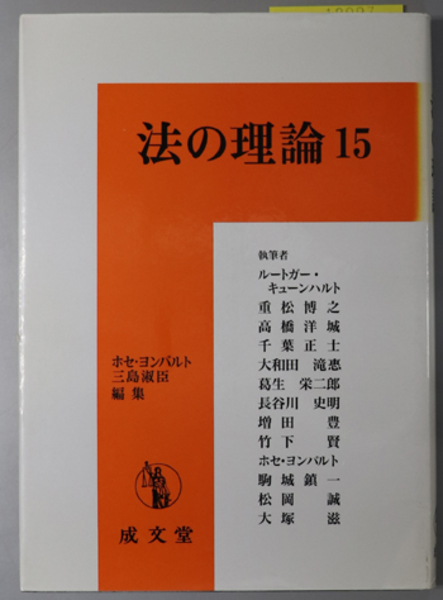 法の理論 15
執筆者
ルートガー・
キューンハルト
重松博之
高橋洋城
千葉正士
大和田 滝惠
葛生 栄二郎
長谷川 史明
増田 豊
竹下 賢
ホセ・ヨンパルト
駒城鎮一
松岡 誠
大塚 滋
ホセ・ヨンパルト
三島淑臣
編集
成文堂